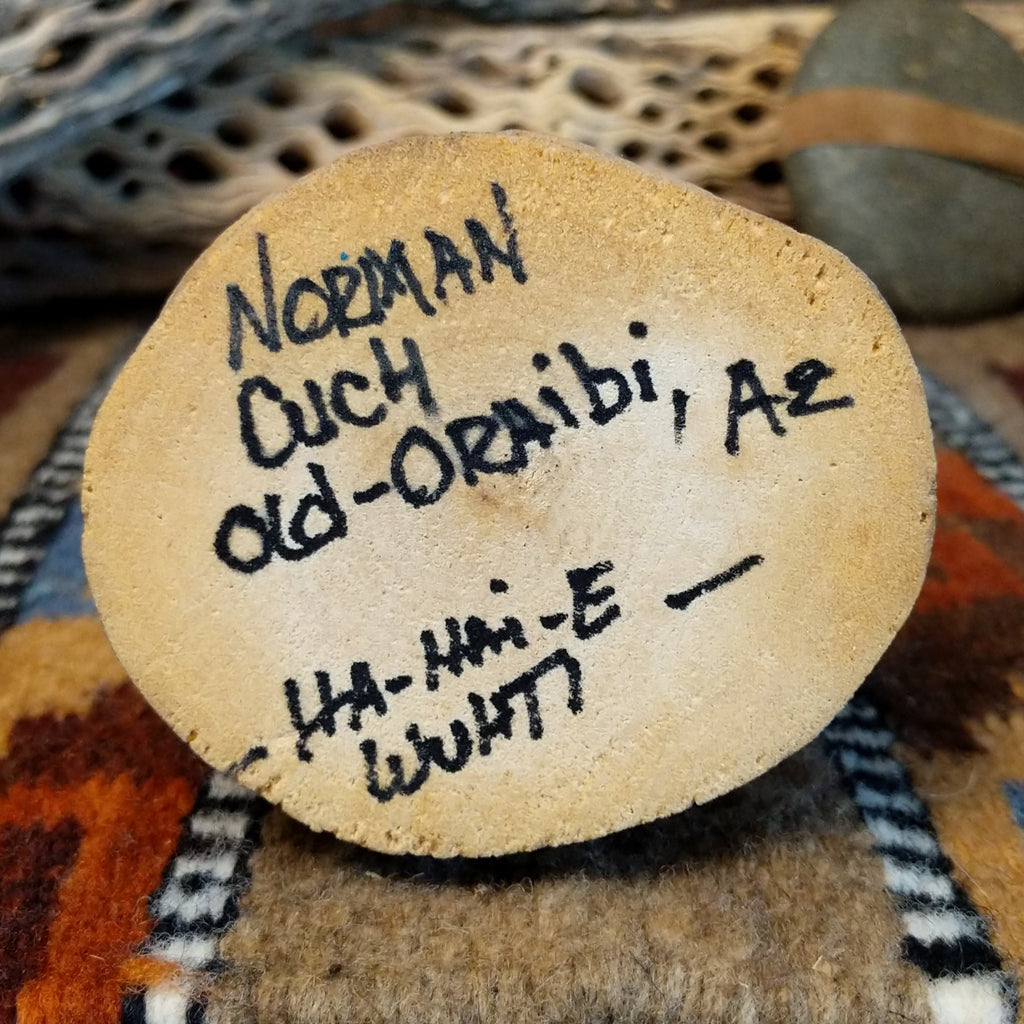 NORMAN
CUCH
Old-ORAibi, AZ
- HA-HAi-E -
WUHTI